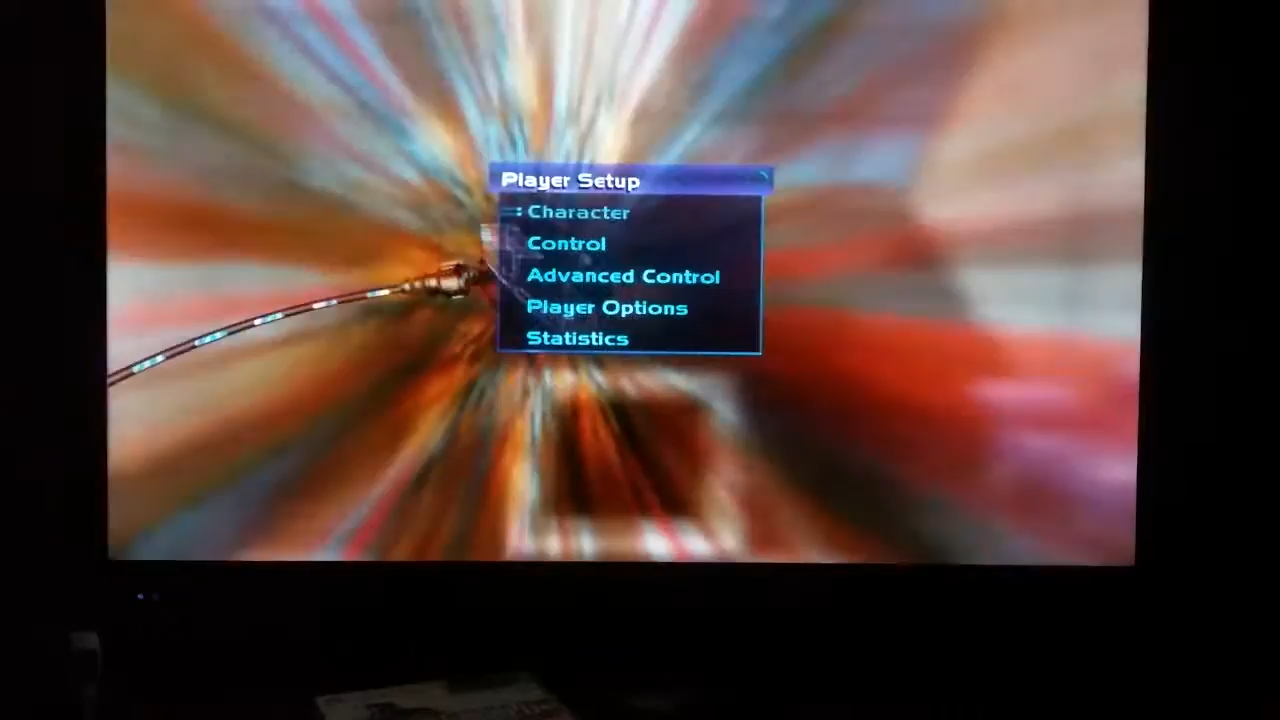 Player Setup
Character
Control
Advanced Control
Player Options
Statistics